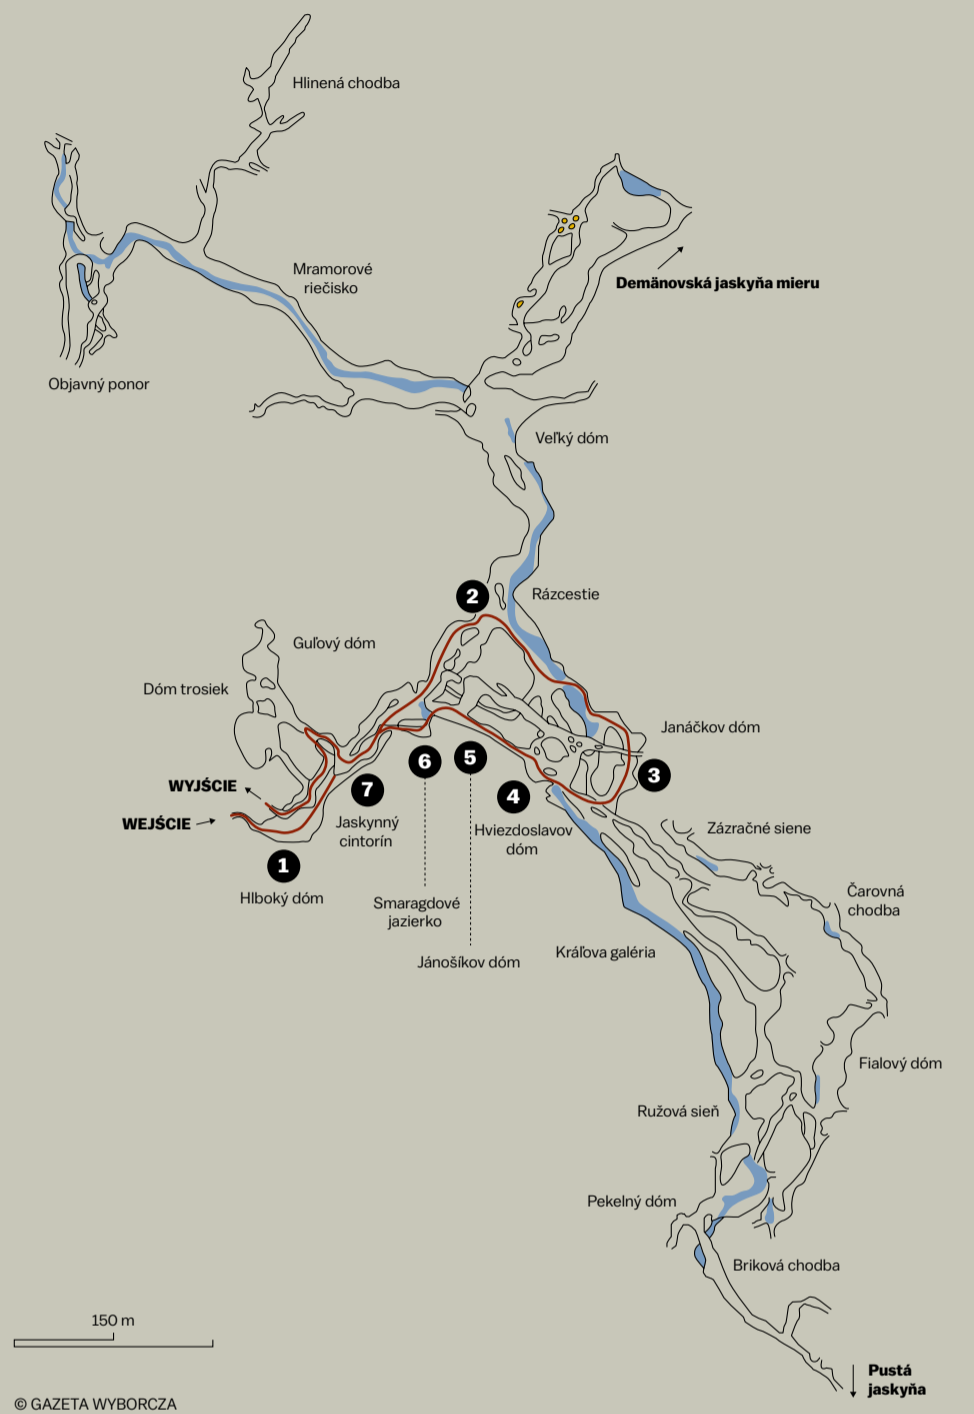 Hlinená chodba
Mramorové
riečisko
Demänovská jaskyňa mieru
Objavný ponor
Veľký dóm
2
Rázcestie
Guľový dóm
Dóm trosiek
Janáčkov dóm
WYJŚCIE
WEJŚCIE
6
5
3
7
4
Jaskynný
cintorín
Hviezdoslavov
dóm
Zázračné siene
1
Hlboký dóm
Smaragdové
jazierko
Čarovná
chodba
Jánošíkov dóm
Kráľova galéria
Fialový dóm
Ružová sieň
Pekelný dóm
Briková chodba
150 m
Pustá
jaskyňa
© GAZETA WYBORCZA